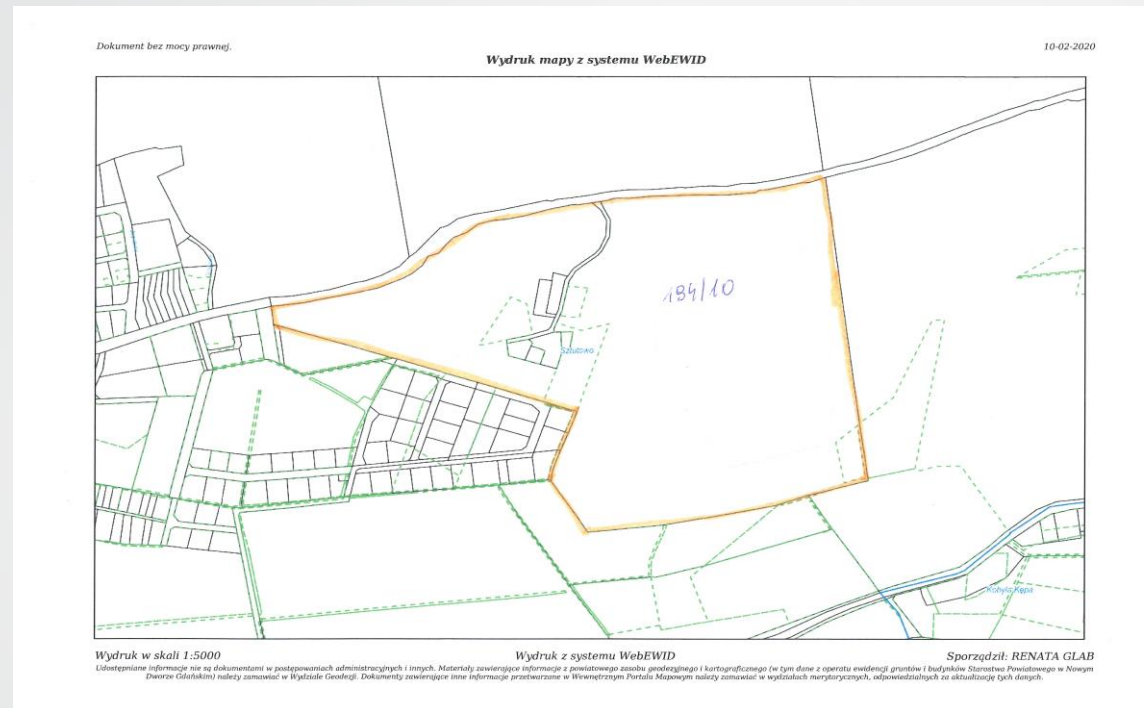 Dokument bez mocy prawnej.
10-02-2020
Wydruk mapy z systemu WebEWID
194/10
Sztutowo
Kobyla Kępa
Wydruk w skali 1:5000
Wydruk z systemu WebEWID
Sporządził: RENATA GLAB
Udostępniane informacje nie są dokumentami w postępowaniach administracyjnych i innych. Materiały zawierające informacje z powiatowego zasobu geodezyjnego i kartograficznego (w tym dane z operatu ewidencji gruntów i budynków Starostwa Powiatowego w Nowym
Dworze Gdańskim) należy zamawiać w Wydziale Geodezji. Dokumenty zawierające inne informacje przetwarzane w Wewnętrznym Portalu Mapowym należy zamawiać w wydziałach merytorycznych, odpowiedzialnych za aktualizację tych danych.